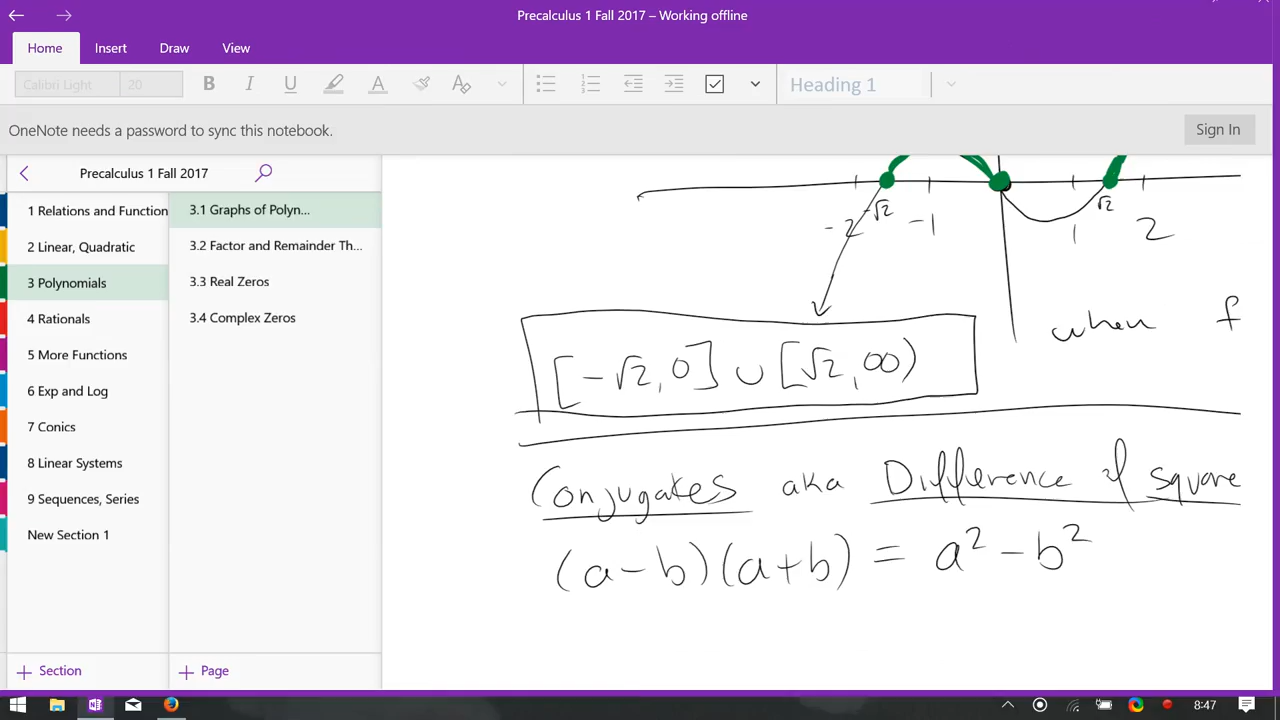 Precalculus 1 Fall 2017 – Working offline
Home Insert Draw View
Calibri Light 20 B I U A Heading 1
OneNote needs a password to sync this notebook. Sign In
Precalculus 1 Fall 2017
1 Relations and Function
2 Linear, Quadratic
3 Polynomials
4 Rationals
5 More Functions
6 Exp and Log
7 Conics
8 Linear Systems
9 Sequences, Series
New Section 1
+ Section
3.1 Graphs of Polyn...
3.2 Factor and Remainder Th...
3.3 Real Zeros
3.4 Complex Zeros
+ Page
-√2 √2
-2 -1 1 2
when f
[-√2, 0] ∪ [√2, ∞)
Conjugates aka Difference of square
(a-b)(a+b) = a² - b²
8:47